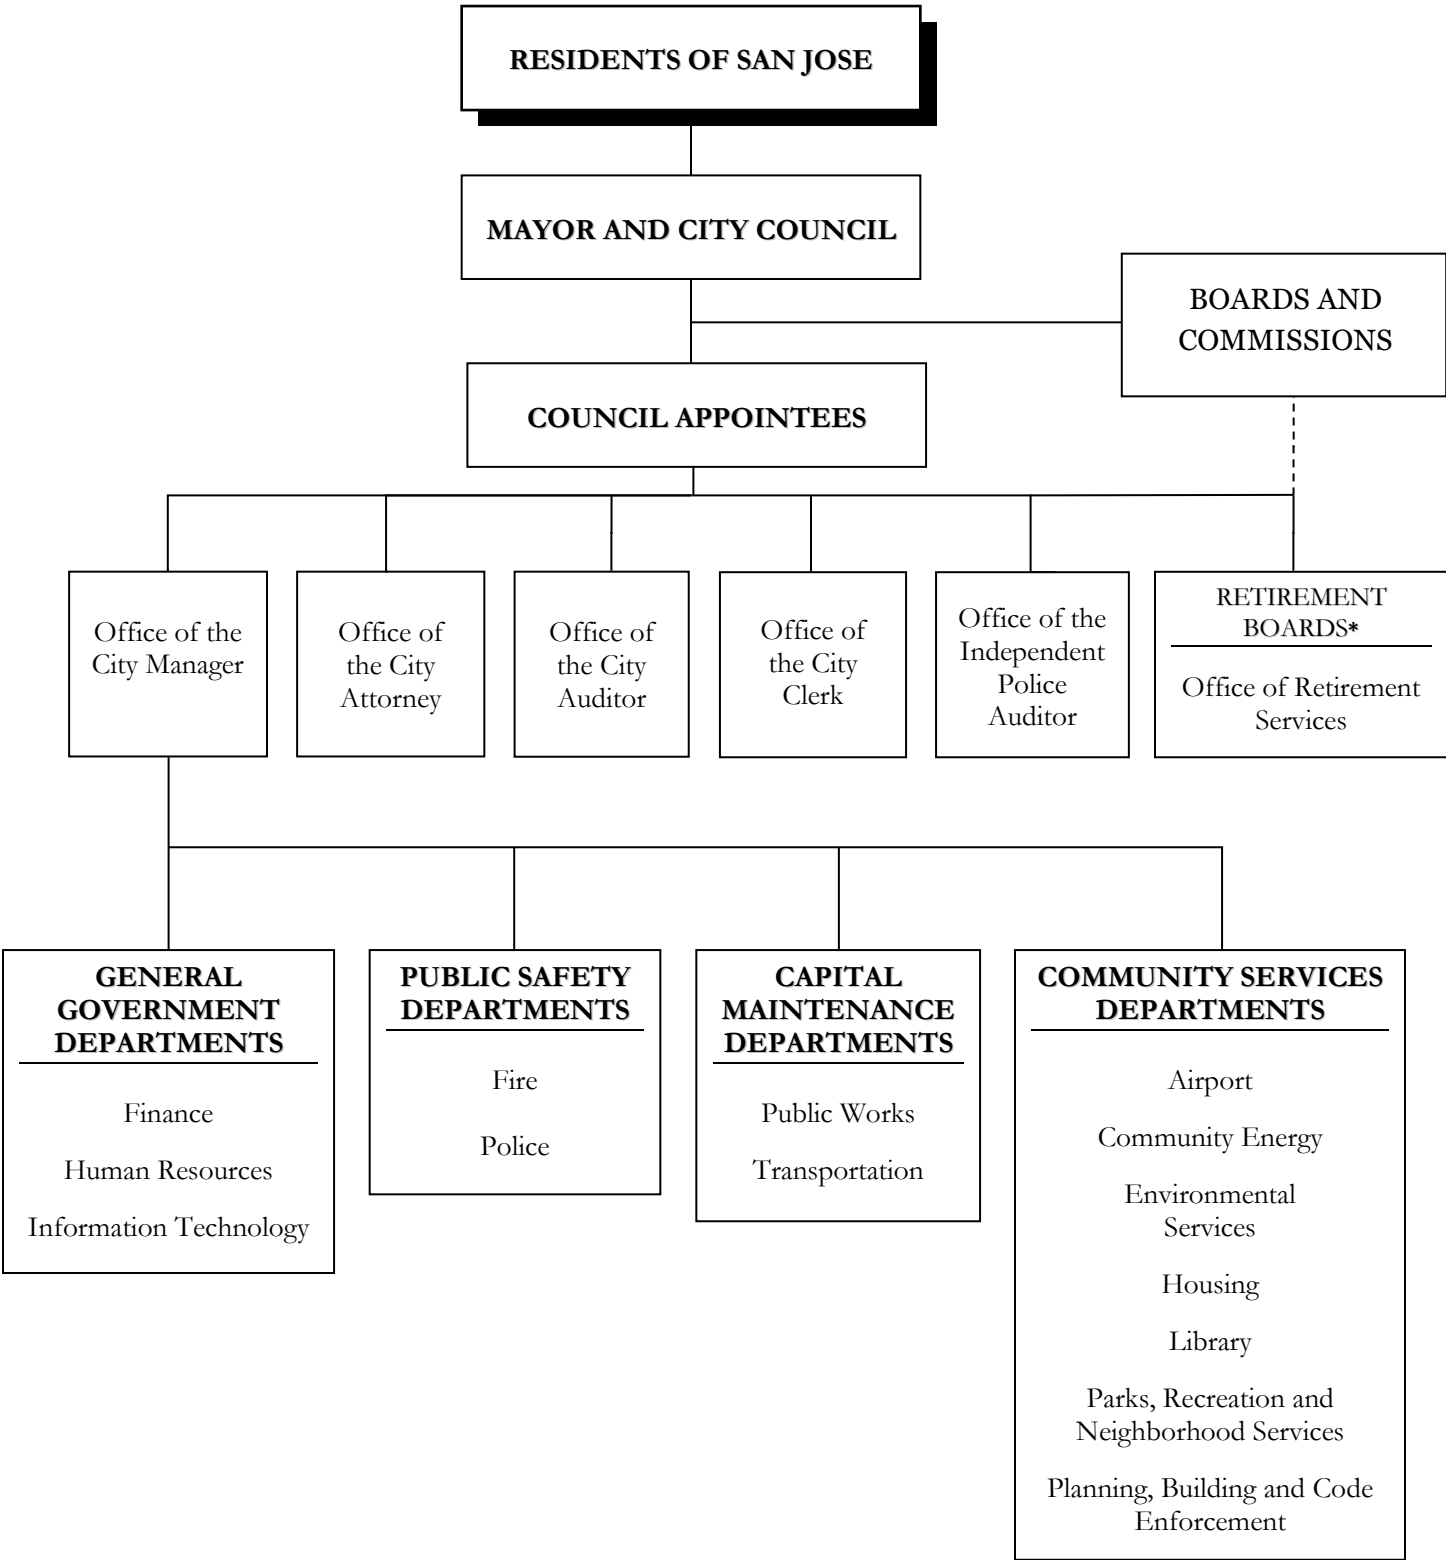 RESIDENTS OF SAN JOSE
MAYOR AND CITY COUNCIL
BOARDS AND
COMMISSIONS
COUNCIL APPOINTEES
Office of the
City Manager
Office of
the City
Attorney
Office of
the City
Auditor
Office of
the City
Clerk
Office of the
Independent
Police
Auditor
RETIREMENT
BOARDS*
Office of Retirement
Services
GENERAL
GOVERNMENT
DEPARTMENTS
Finance
Human Resources
Information Technology
PUBLIC SAFETY
DEPARTMENTS
Fire
Police
CAPITAL
MAINTENANCE
DEPARTMENTS
Public Works
Transportation
COMMUNITY SERVICES
DEPARTMENTS
Airport
Community Energy
Environmental
Services
Housing
Library
Parks, Recreation and
Neighborhood Services
Planning, Building and Code
Enforcement